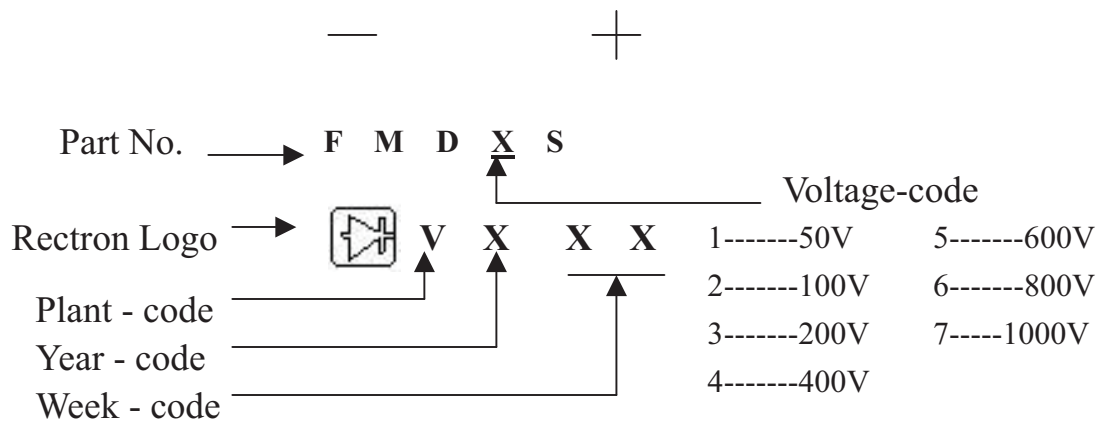 — +
Part No. F M D X S
Voltage-code
Rectron Logo V X X X
1-------50V 5-------600V
Plant - code 2-------100V 6-------800V
Year - code 3-------200V 7-----1000V
Week - code 4-------400V